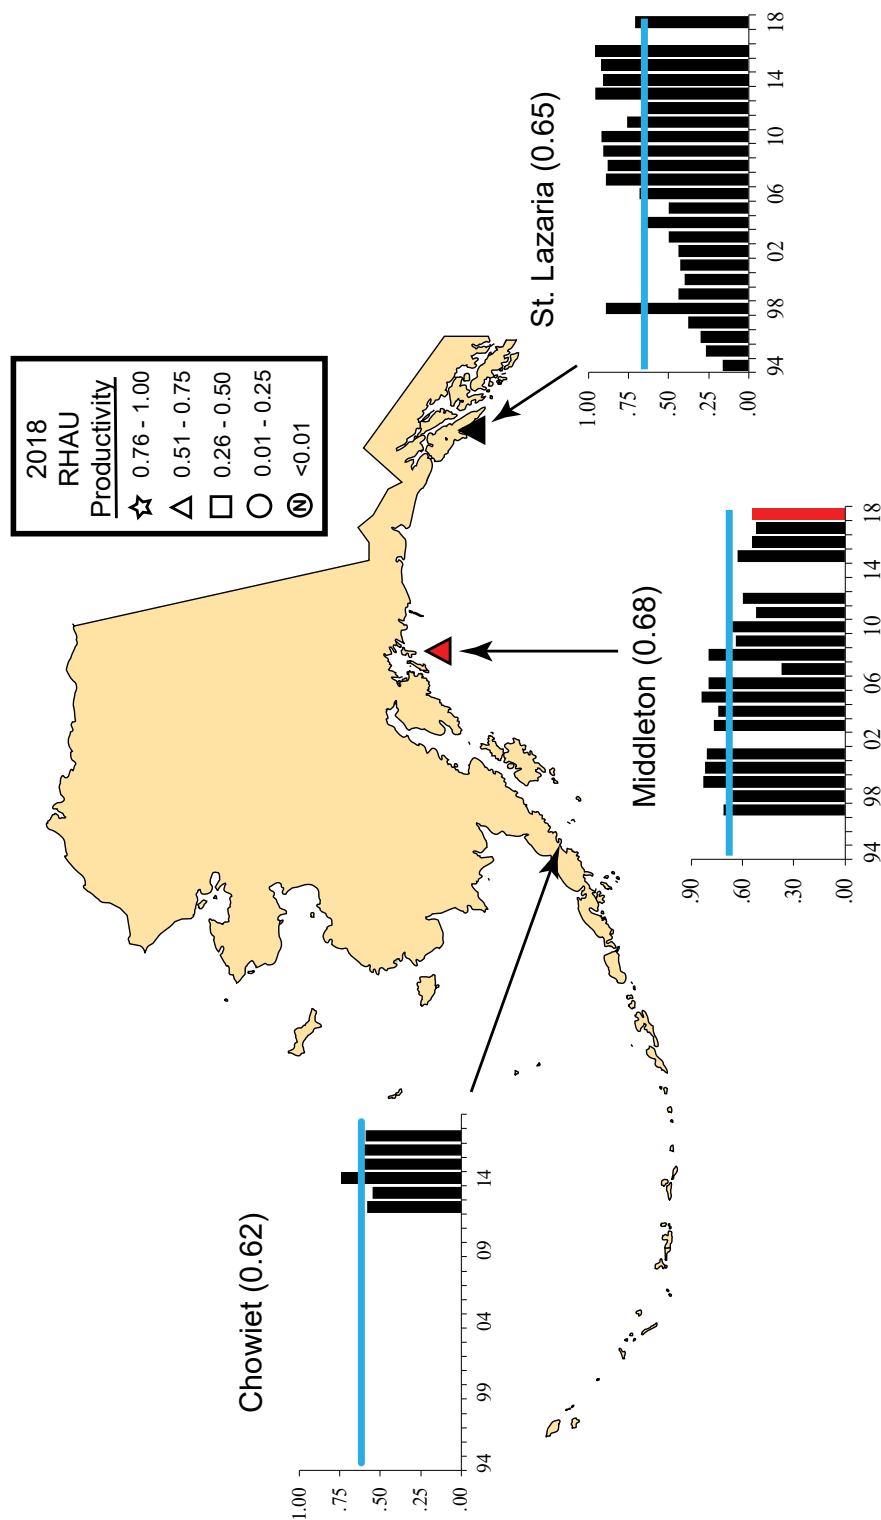 2018
RHAU
Productivity
0.76 - 1.00
0.51 - 0.75
0.26 - 0.50
0.01 - 0.25
N <0.01
Chowiet (0.62)
1.00
.75
.50
.25
.00
94 99 04 09 14
Middleton (0.68)
.90
.60
.30
.00
94 98 02 06 10 14 18
St. Lazaria (0.65)
1.00
.75
.50
.25
.00
94 98 02 06 10 14 18